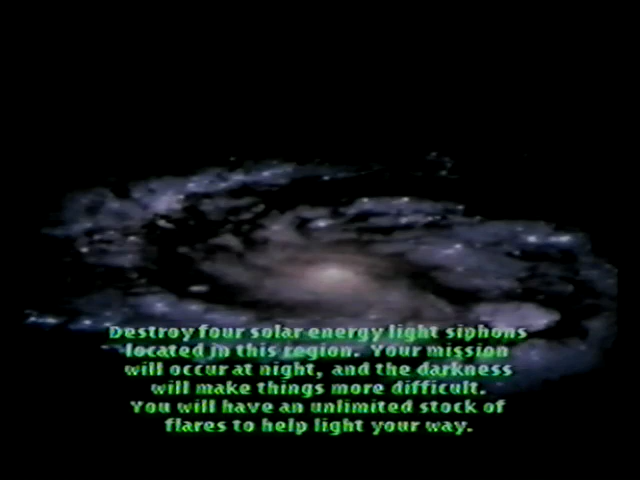 Destroy four solar energy light siphons
located in this region. Your mission
will occur at night, and the darkness
will make things more difficult.
You will have an unlimited stock of
flares to help light your way.